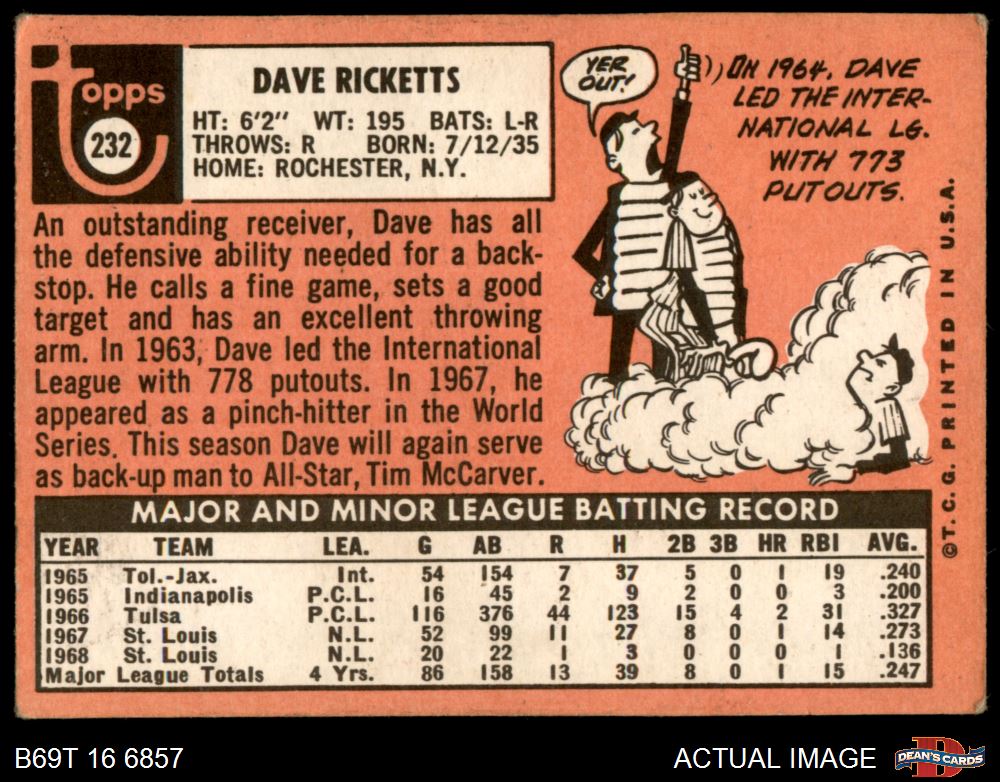 topps
232
DAVE RICKETTS
HT: 6'2" WT: 195 BATS: L-R
THROWS: R BORN: 7/12/35
HOME: ROCHESTER, N.Y.
An outstanding receiver, Dave has all
the defensive ability needed for a back-
stop. He calls a fine game, sets a good
target and has an excellent throwing
arm. In 1963, Dave led the International
League with 778 putouts. In 1967, he
appeared as a pinch-hitter in the World
Series. This season Dave will again serve
as back-up man to All-Star, Tim McCarver.
YER
OUT!
IN 1964, DAVE
LED THE INTER-
NATIONAL LG.
WITH 773
PUTOUTS.
©T.C.G. PRINTED IN U.S.A.
MAJOR AND MINOR LEAGUE BATTING RECORD
YEAR TEAM LEA. G AB R H 2B 3B HR RBI AVG.
1965 Tol.-Jax. Int. 54 154 7 37 5 0 1 19 .240
1965 Indianapolis P.C.L. 16 45 2 9 2 0 0 3 .200
1966 Tulsa P.C.L. 116 376 44 123 15 4 2 31 .327
1967 St. Louis N.L. 52 99 11 27 8 0 1 14 .273
1968 St. Louis N.L. 20 22 1 3 0 0 0 1 .136
Major League Totals 4 Yrs. 86 158 13 39 8 0 1 15 .247
B69T 16 6857
ACTUAL IMAGE
D
DEAN'S CARDS